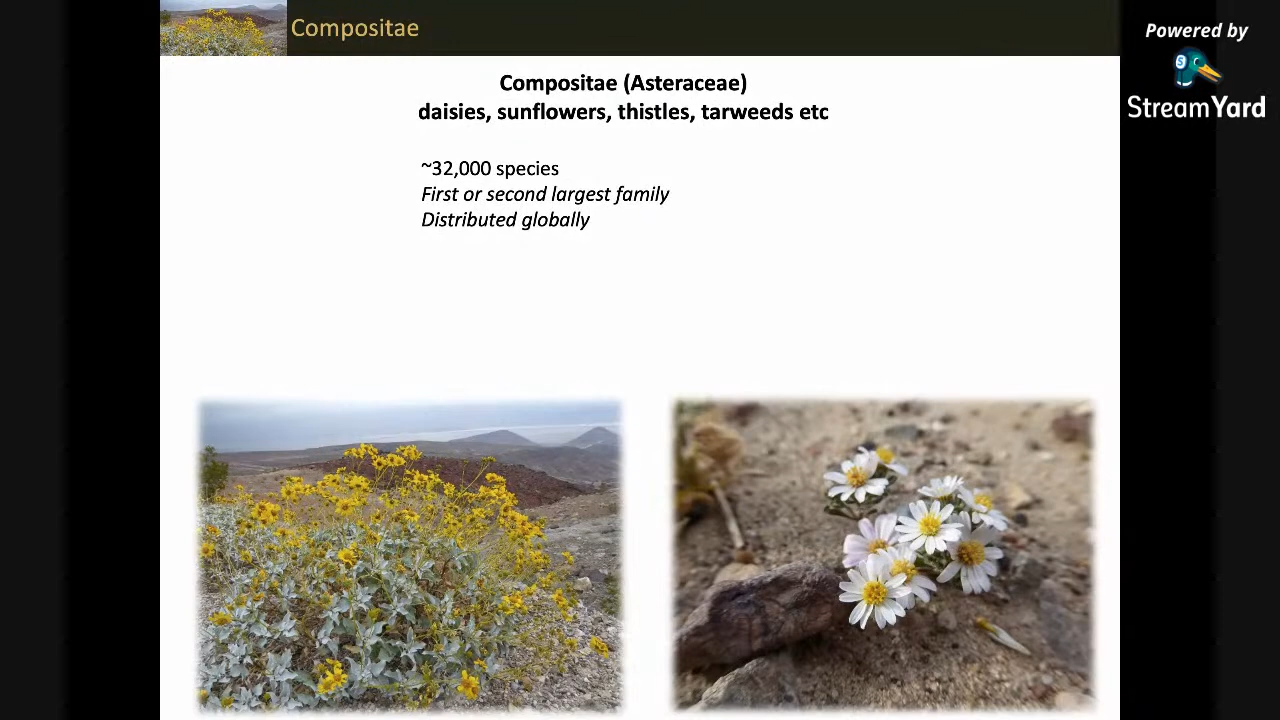 Compositae
Powered by
StreamYard
Compositae (Asteraceae)
daisies, sunflowers, thistles, tarweeds etc
~32,000 species
First or second largest family
Distributed globally